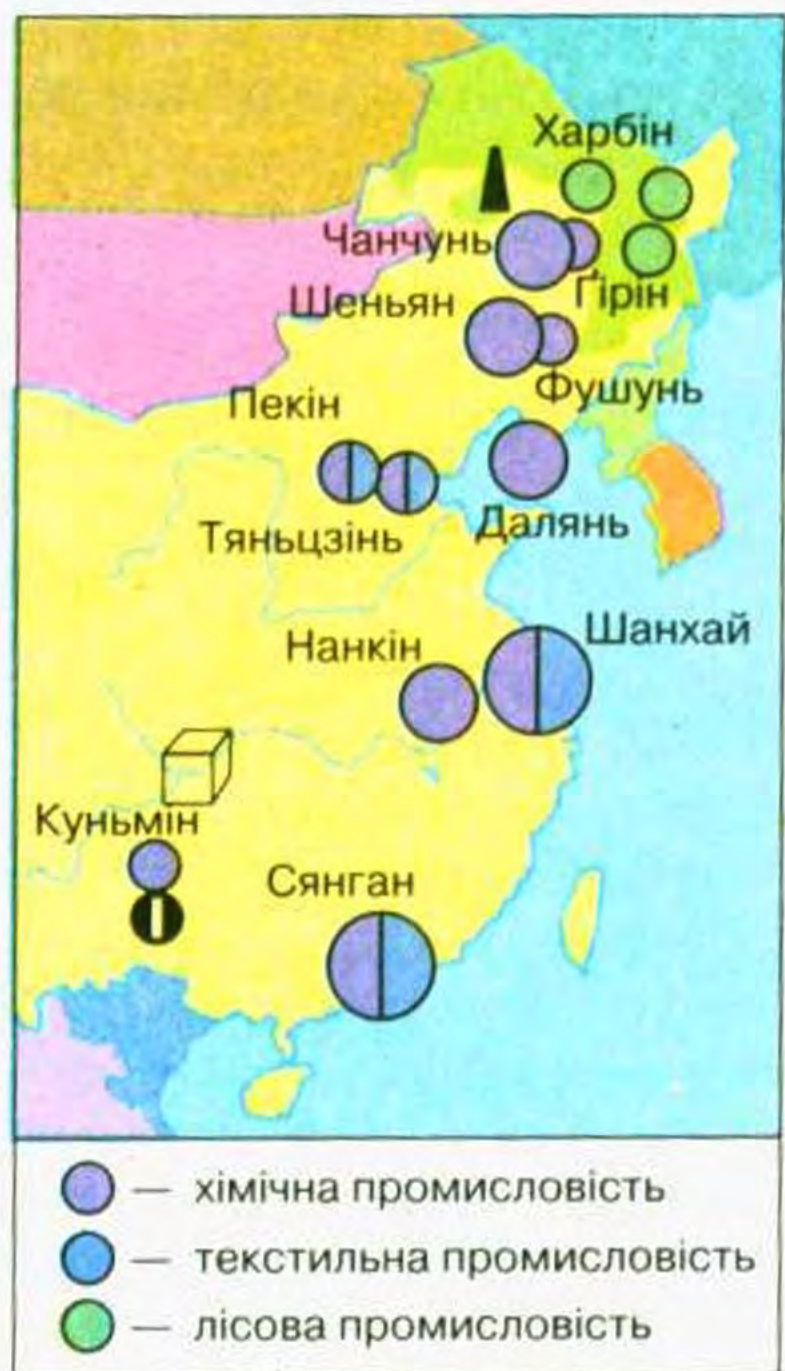 Харбін
Чанчунь
Ґірін
Шеньян
Фушунь
Пекін
Тяньцзінь
Далянь
Нанкін
Шанхай
Куньмін
Сянган
— хімічна промисловість
— текстильна промисловість
— лісова промисловість